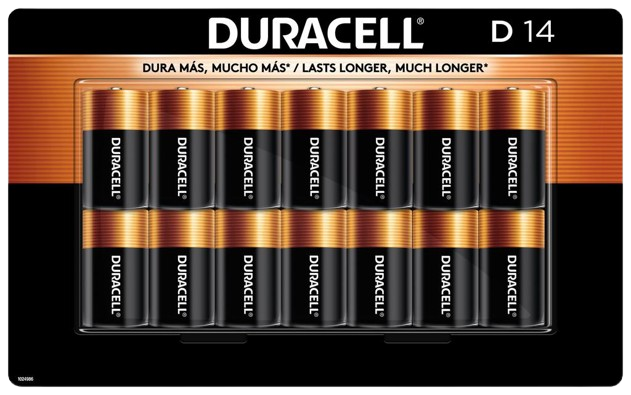 DURACELL®
D 14
DURA MÁS, MUCHO MÁS* / LASTS LONGER, MUCH LONGER*
DURACELL® DURACELL® DURACELL® DURACELL® DURACELL® DURACELL® DURACELL®
DURACELL® DURACELL® DURACELL® DURACELL® DURACELL® DURACELL® DURACELL®
1024986